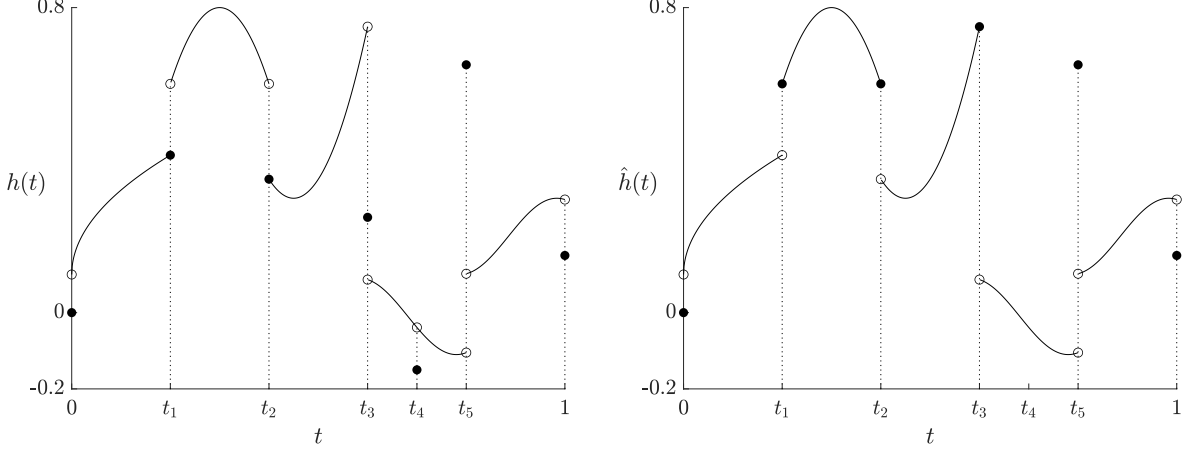 0.8
h(t)
0
-0.2
0 t₁ t₂ t₃ t₄ t₅ 1
t
0.8
ĥ(t)
0
-0.2
0 t₁ t₂ t₃ t₄ t₅ 1
t